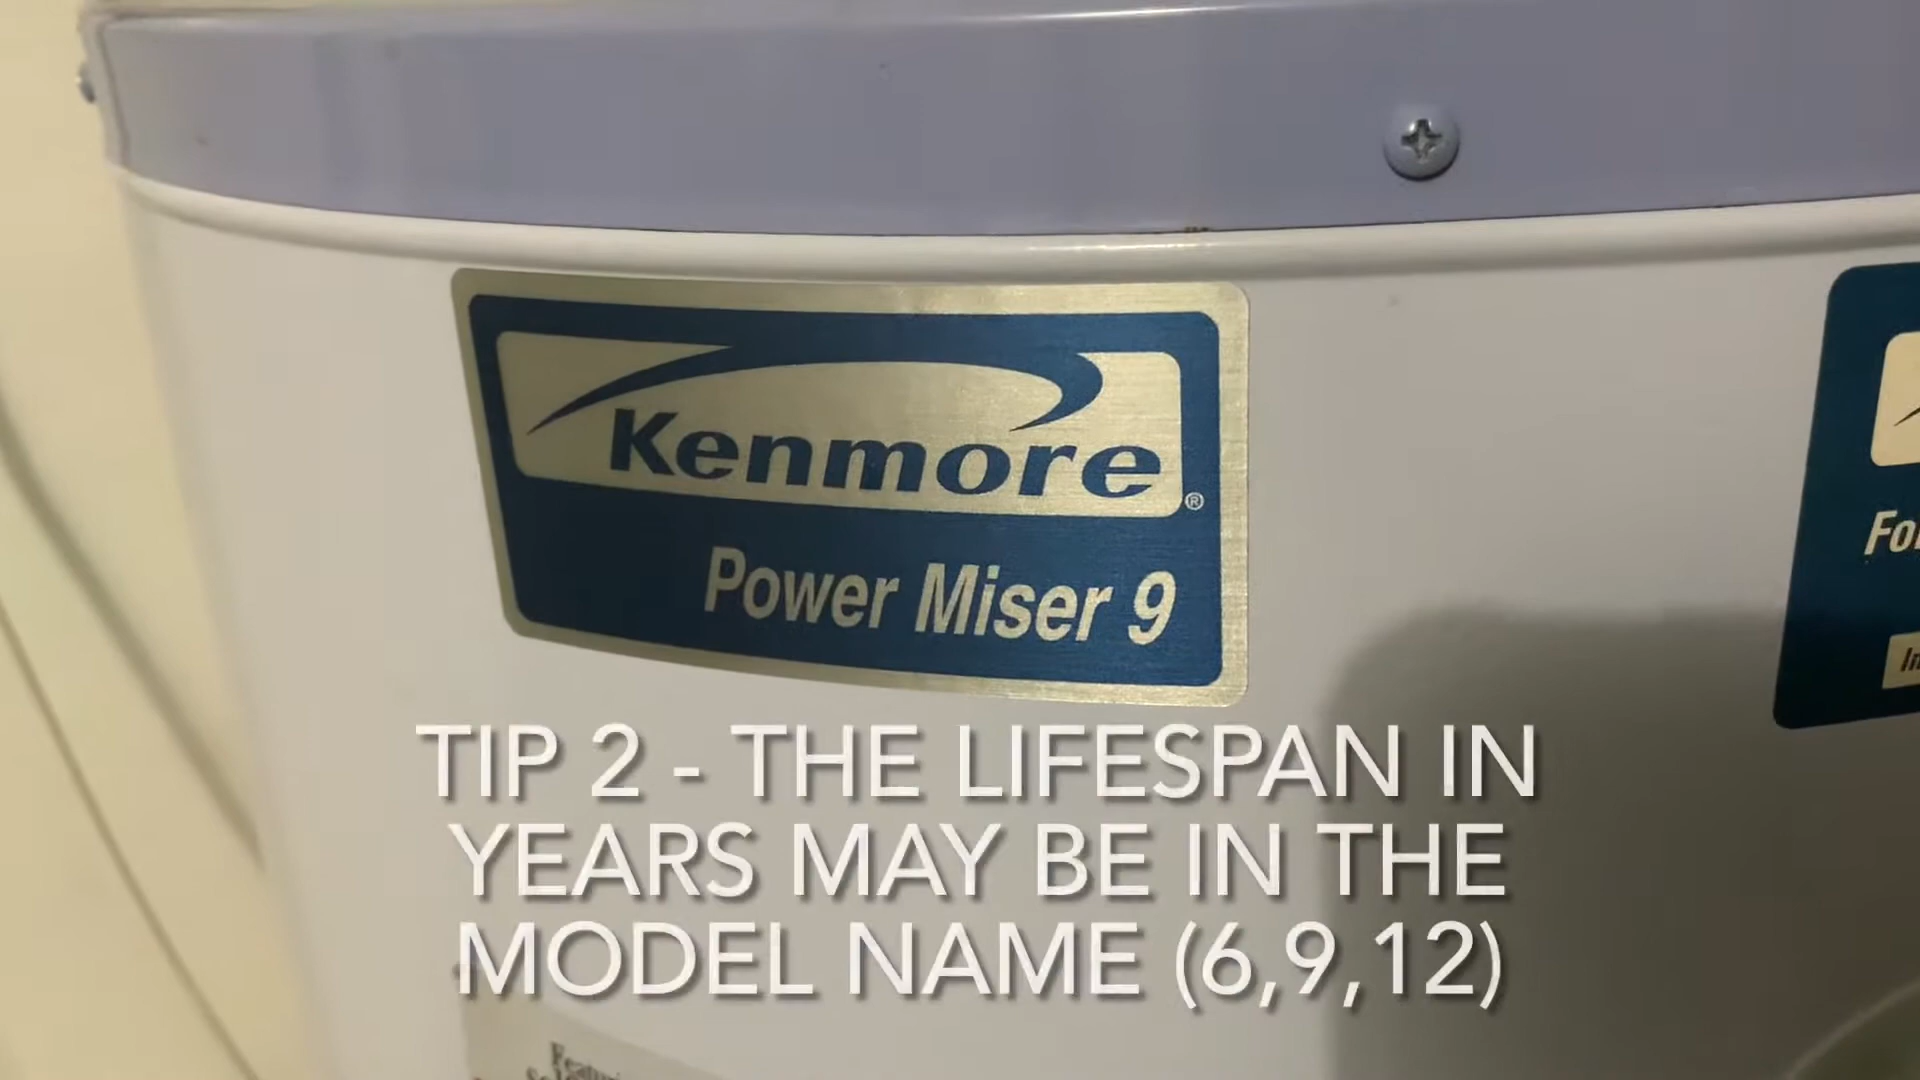 Kenmore®
Power Miser 9
TIP 2 - THE LIFESPAN IN
YEARS MAY BE IN THE
MODEL NAME (6,9,12)